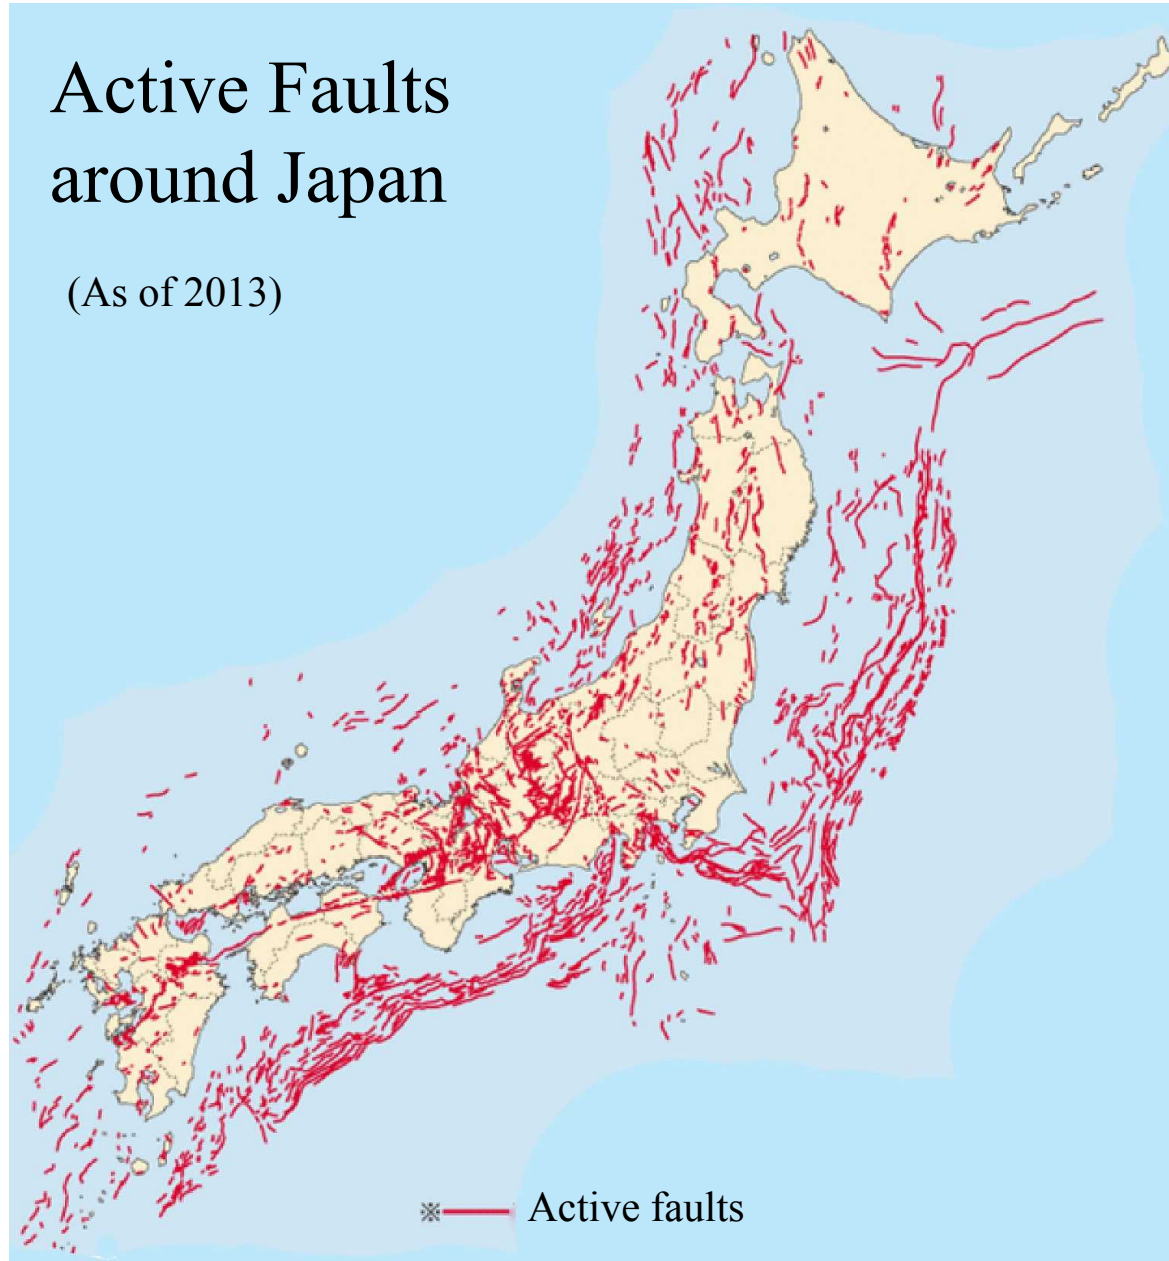 Active Faults
around Japan
(As of 2013)
※ Active faults